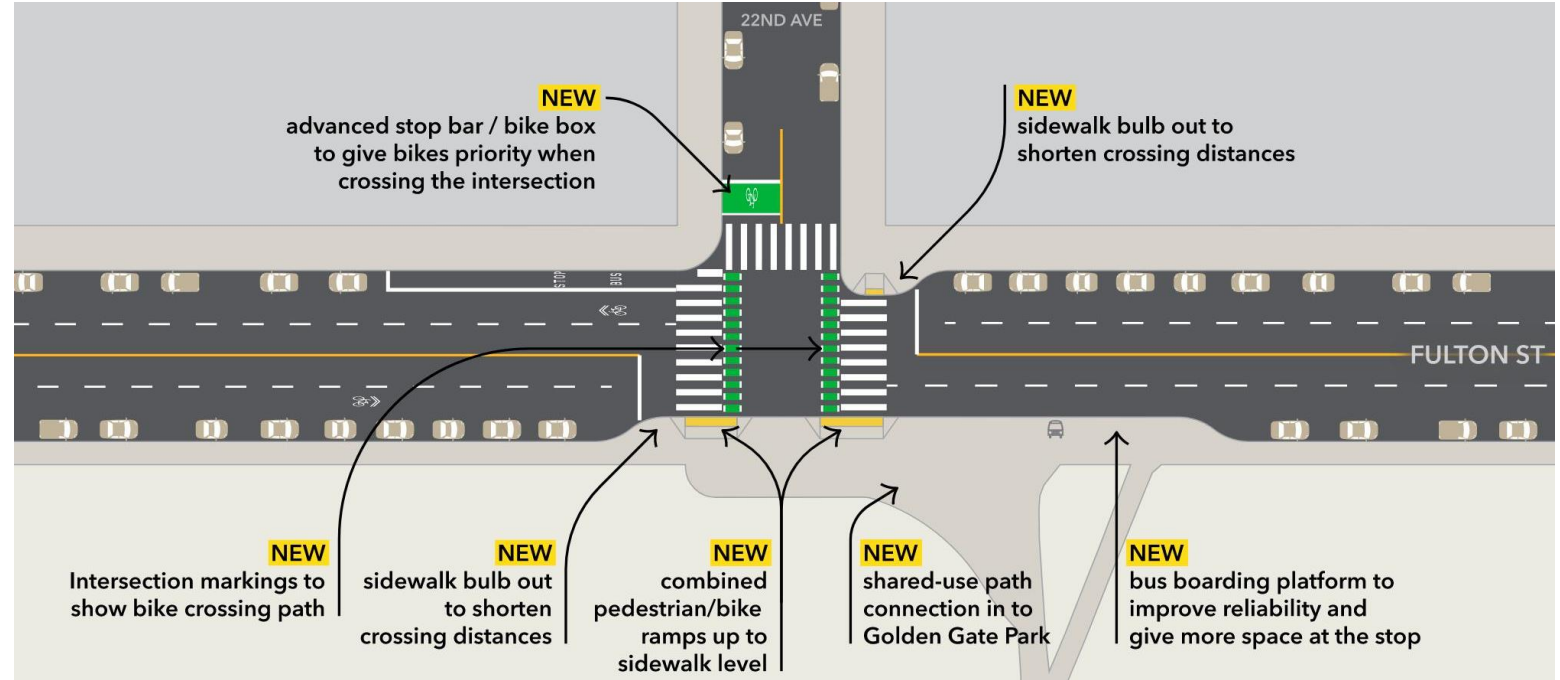 22ND AVE
NEW
advanced stop bar / bike box
to give bikes priority when
crossing the intersection
NEW
sidewalk bulb out to
shorten crossing distances
STOP
BUS
FULTON ST
NEW
Intersection markings to
show bike crossing path
NEW
sidewalk bulb out
to shorten
crossing distances
NEW
combined
pedestrian/bike
ramps up to
sidewalk level
NEW
shared-use path
connection in to
Golden Gate Park
NEW
bus boarding platform to
improve reliability and
give more space at the stop